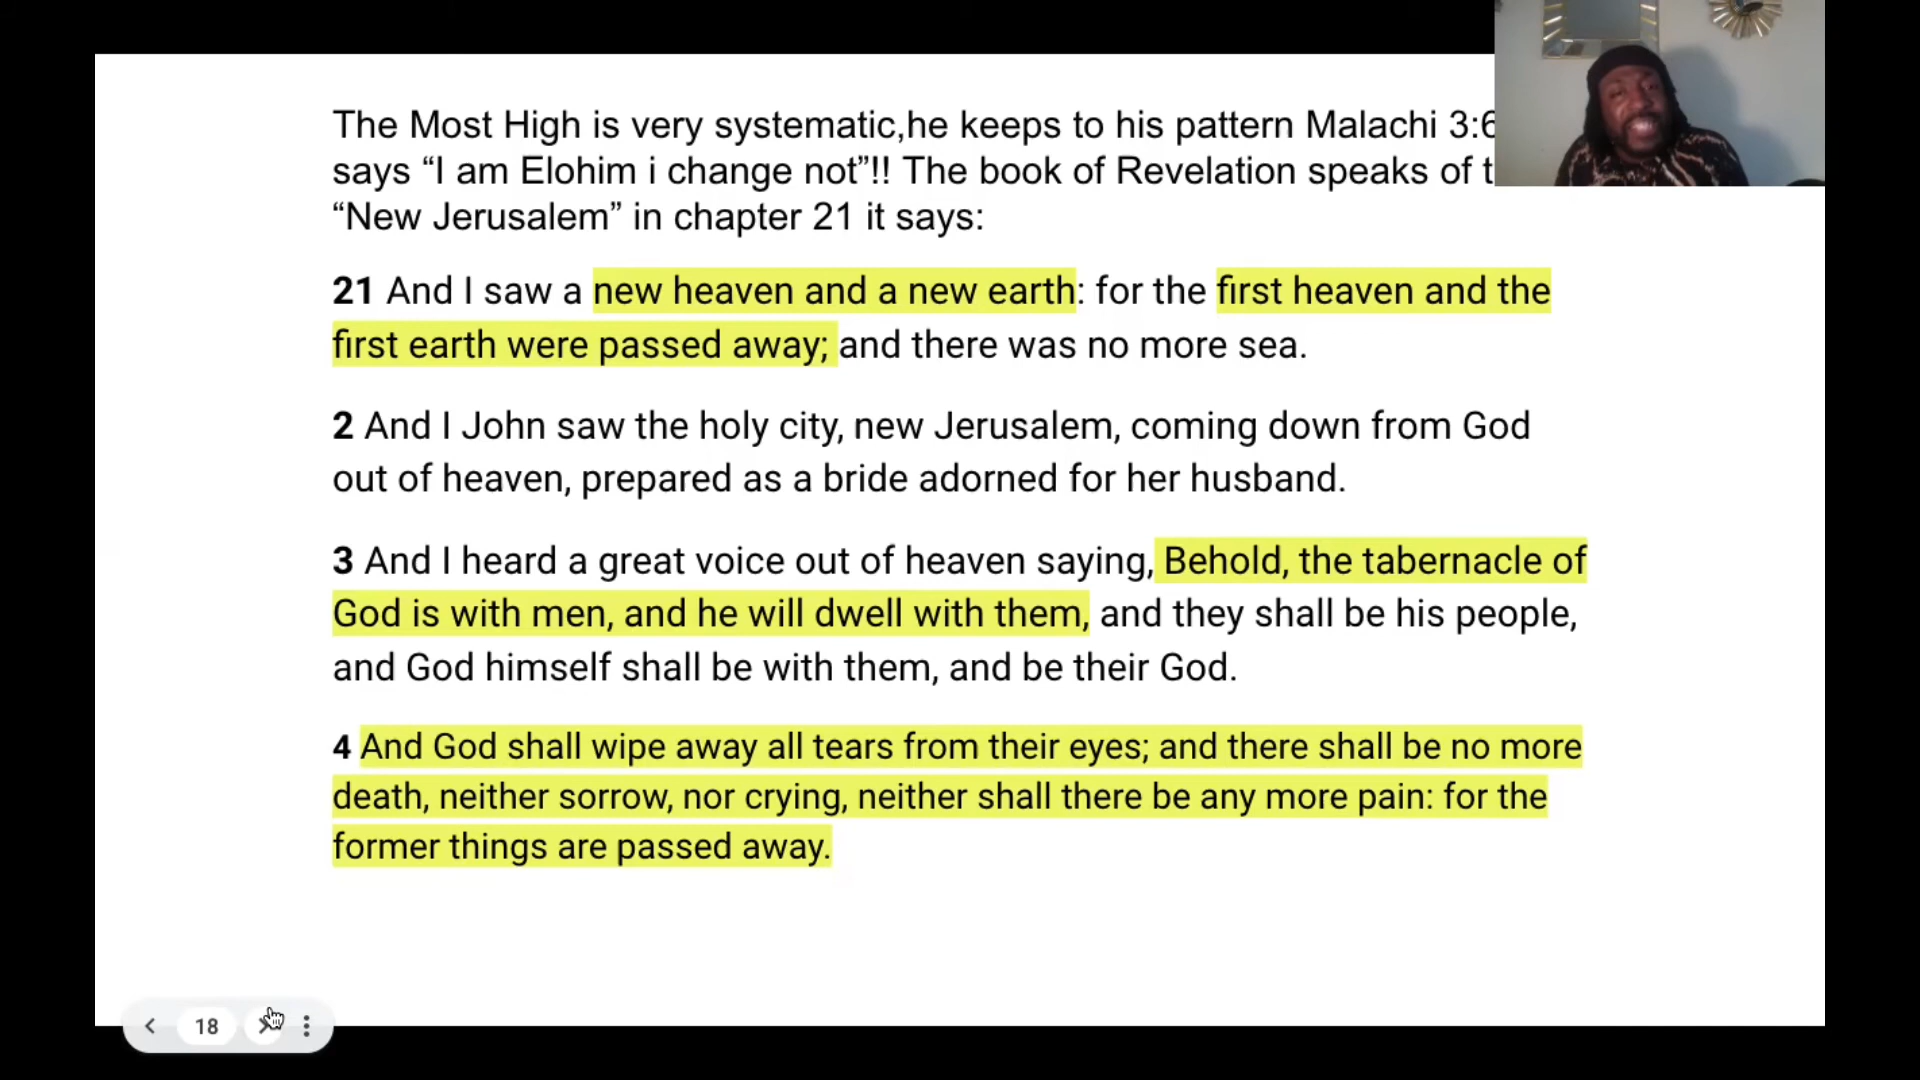 The Most High is very systematic,he keeps to his pattern Malachi 3:6
says “I am Elohim i change not”!! The book of Revelation speaks of
“New Jerusalem” in chapter 21 it says:
21 And I saw a new heaven and a new earth: for the first heaven and the
first earth were passed away; and there was no more sea.
2 And I John saw the holy city, new Jerusalem, coming down from God
out of heaven, prepared as a bride adorned for her husband.
3 And I heard a great voice out of heaven saying, Behold, the tabernacle of
God is with men, and he will dwell with them, and they shall be his people,
and God himself shall be with them, and be their God.
4 And God shall wipe away all tears from their eyes; and there shall be no more
death, neither sorrow, nor crying, neither shall there be any more pain: for the
former things are passed away.
18